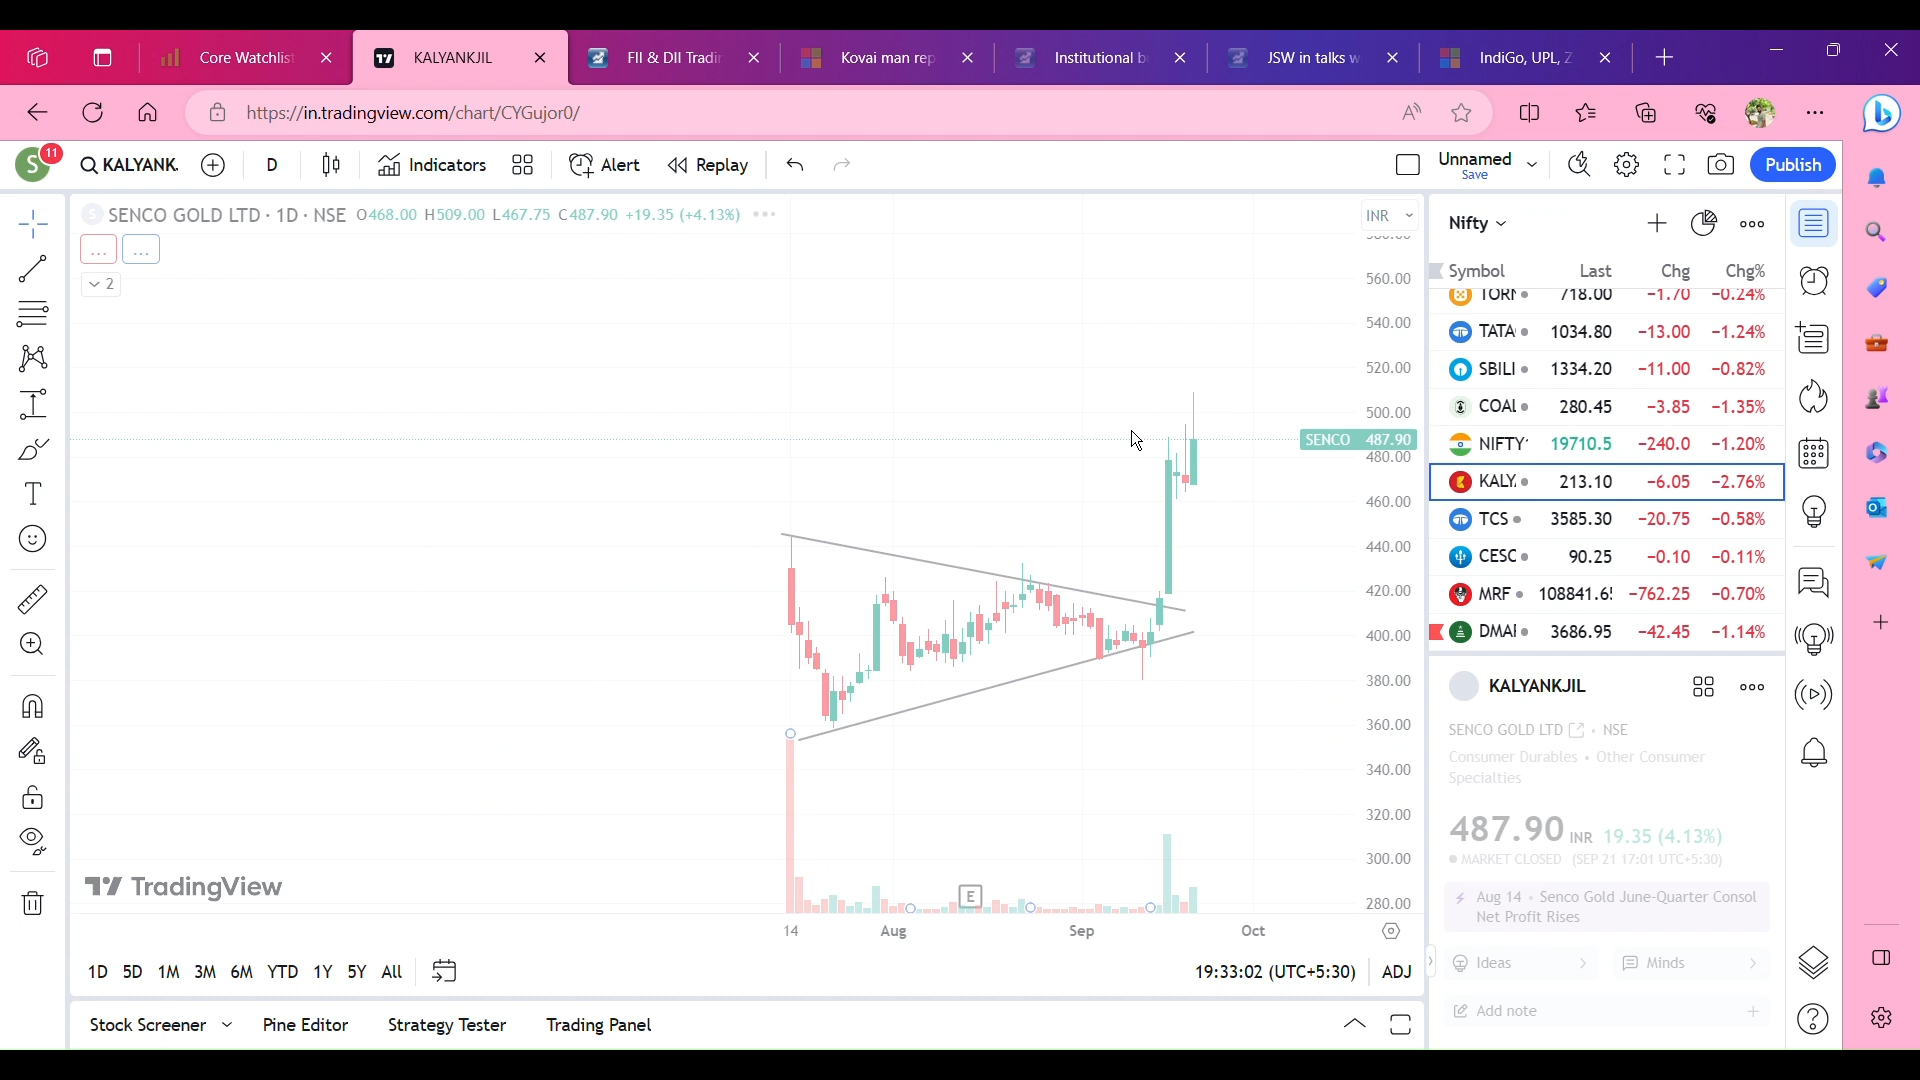 Core Watchlist
KALYANKJIL
FII & DII Tradin
Kovai man rep
Institutional b
JSW in talks w
IndiGo, UPL, Z
https://in.tradingview.com/chart/CYGujor0/
S 11
KALYANK.
D
Indicators
Alert
Replay
Unnamed
Save
Publish
S SENCO GOLD LTD · 1D · NSE O468.00 H509.00 L467.75 C487.90 +19.35 (+4.13%)
INR
2
560.00
540.00
520.00
500.00
SENCO 487.90
480.00
460.00
440.00
420.00
400.00
380.00
360.00
340.00
320.00
300.00
280.00
E
TradingView
14 Aug Sep Oct
1D 5D 1M 3M 6M YTD 1Y 5Y All
19:33:02 (UTC+5:30) ADJ
Stock Screener Pine Editor Strategy Tester Trading Panel
Nifty
Symbol Last Chg Chg%
718.00 −1.70 −0.24%
TATA 1034.80 −13.00 −1.24%
SBILI 1334.20 −11.00 −0.82%
COAL 280.45 −3.85 −1.35%
NIFTY 19710.5 −240.0 −1.20%
KALY. 213.10 −6.05 −2.76%
TCS 3585.30 −20.75 −0.58%
CESC 90.25 −0.10 −0.11%
MRF 108841.6 −762.25 −0.70%
DMAI 3686.95 −42.45 −1.14%
KALYANKJIL
SENCO GOLD LTD · NSE
Consumer Durables • Other Consumer
Specialties
487.90 INR 19.35 (4.13%)
MARKET CLOSED (SEP 21 17:01 UTC+5:30)
Aug 14 · Senco Gold June-Quarter Consol
Net Profit Rises
Ideas
Minds
Add note